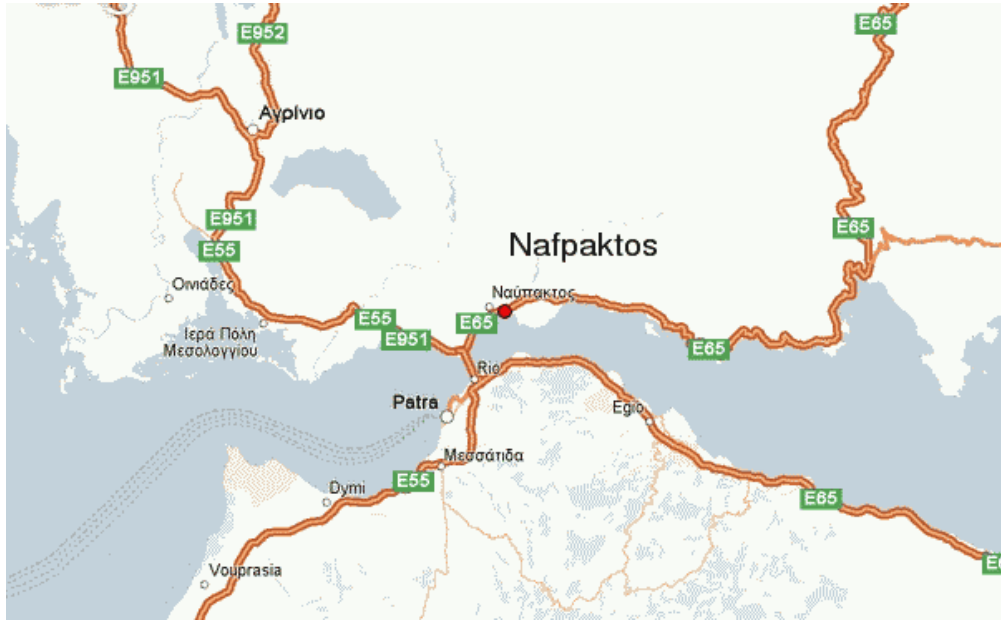 E65
E952
E951
Αγρίνιο
E951
E65
E55
Nafpaktos
Οινιάδες
Ναύπακτος
E55
E65
Ιερά Πόλη
Μεσολογγίου
E951
E65
Rio
Patra
Egio
Μεσσάτιδα
E55
Dymi
E65
Vouprasia